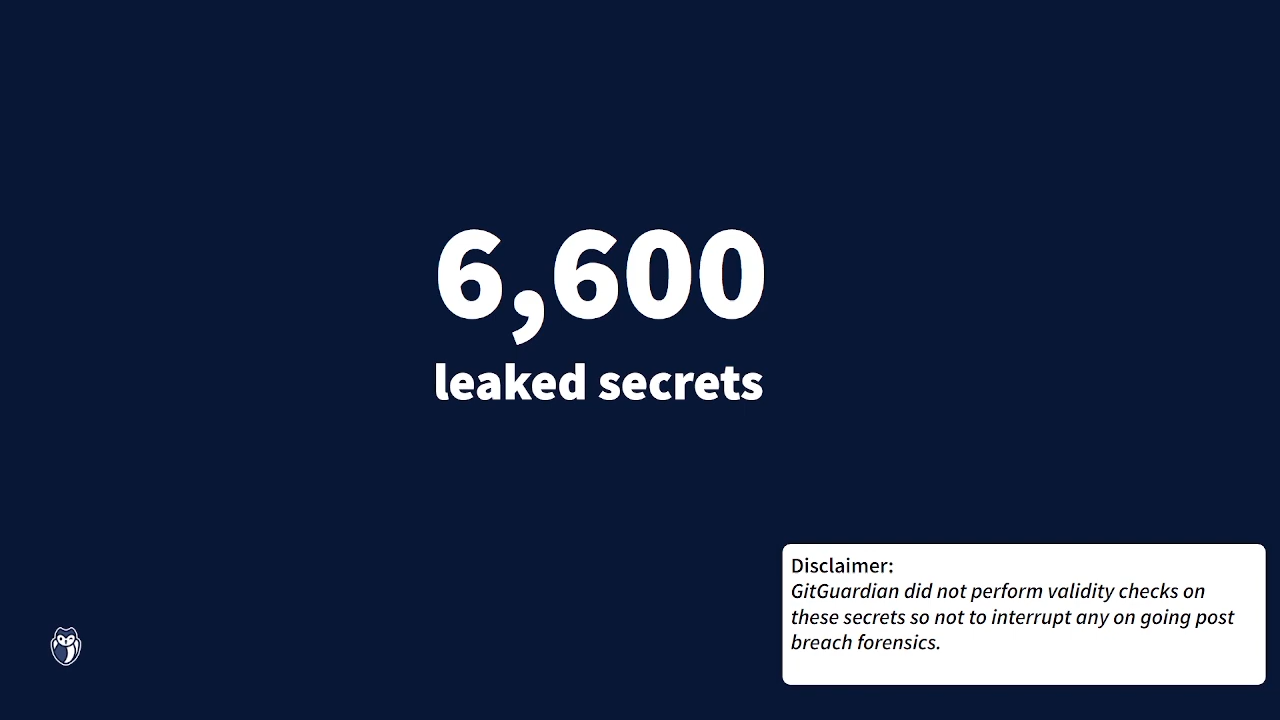 6,600
leaked secrets
Disclaimer:
GitGuardian did not perform validity checks on
these secrets so not to interrupt any on going post
breach forensics.